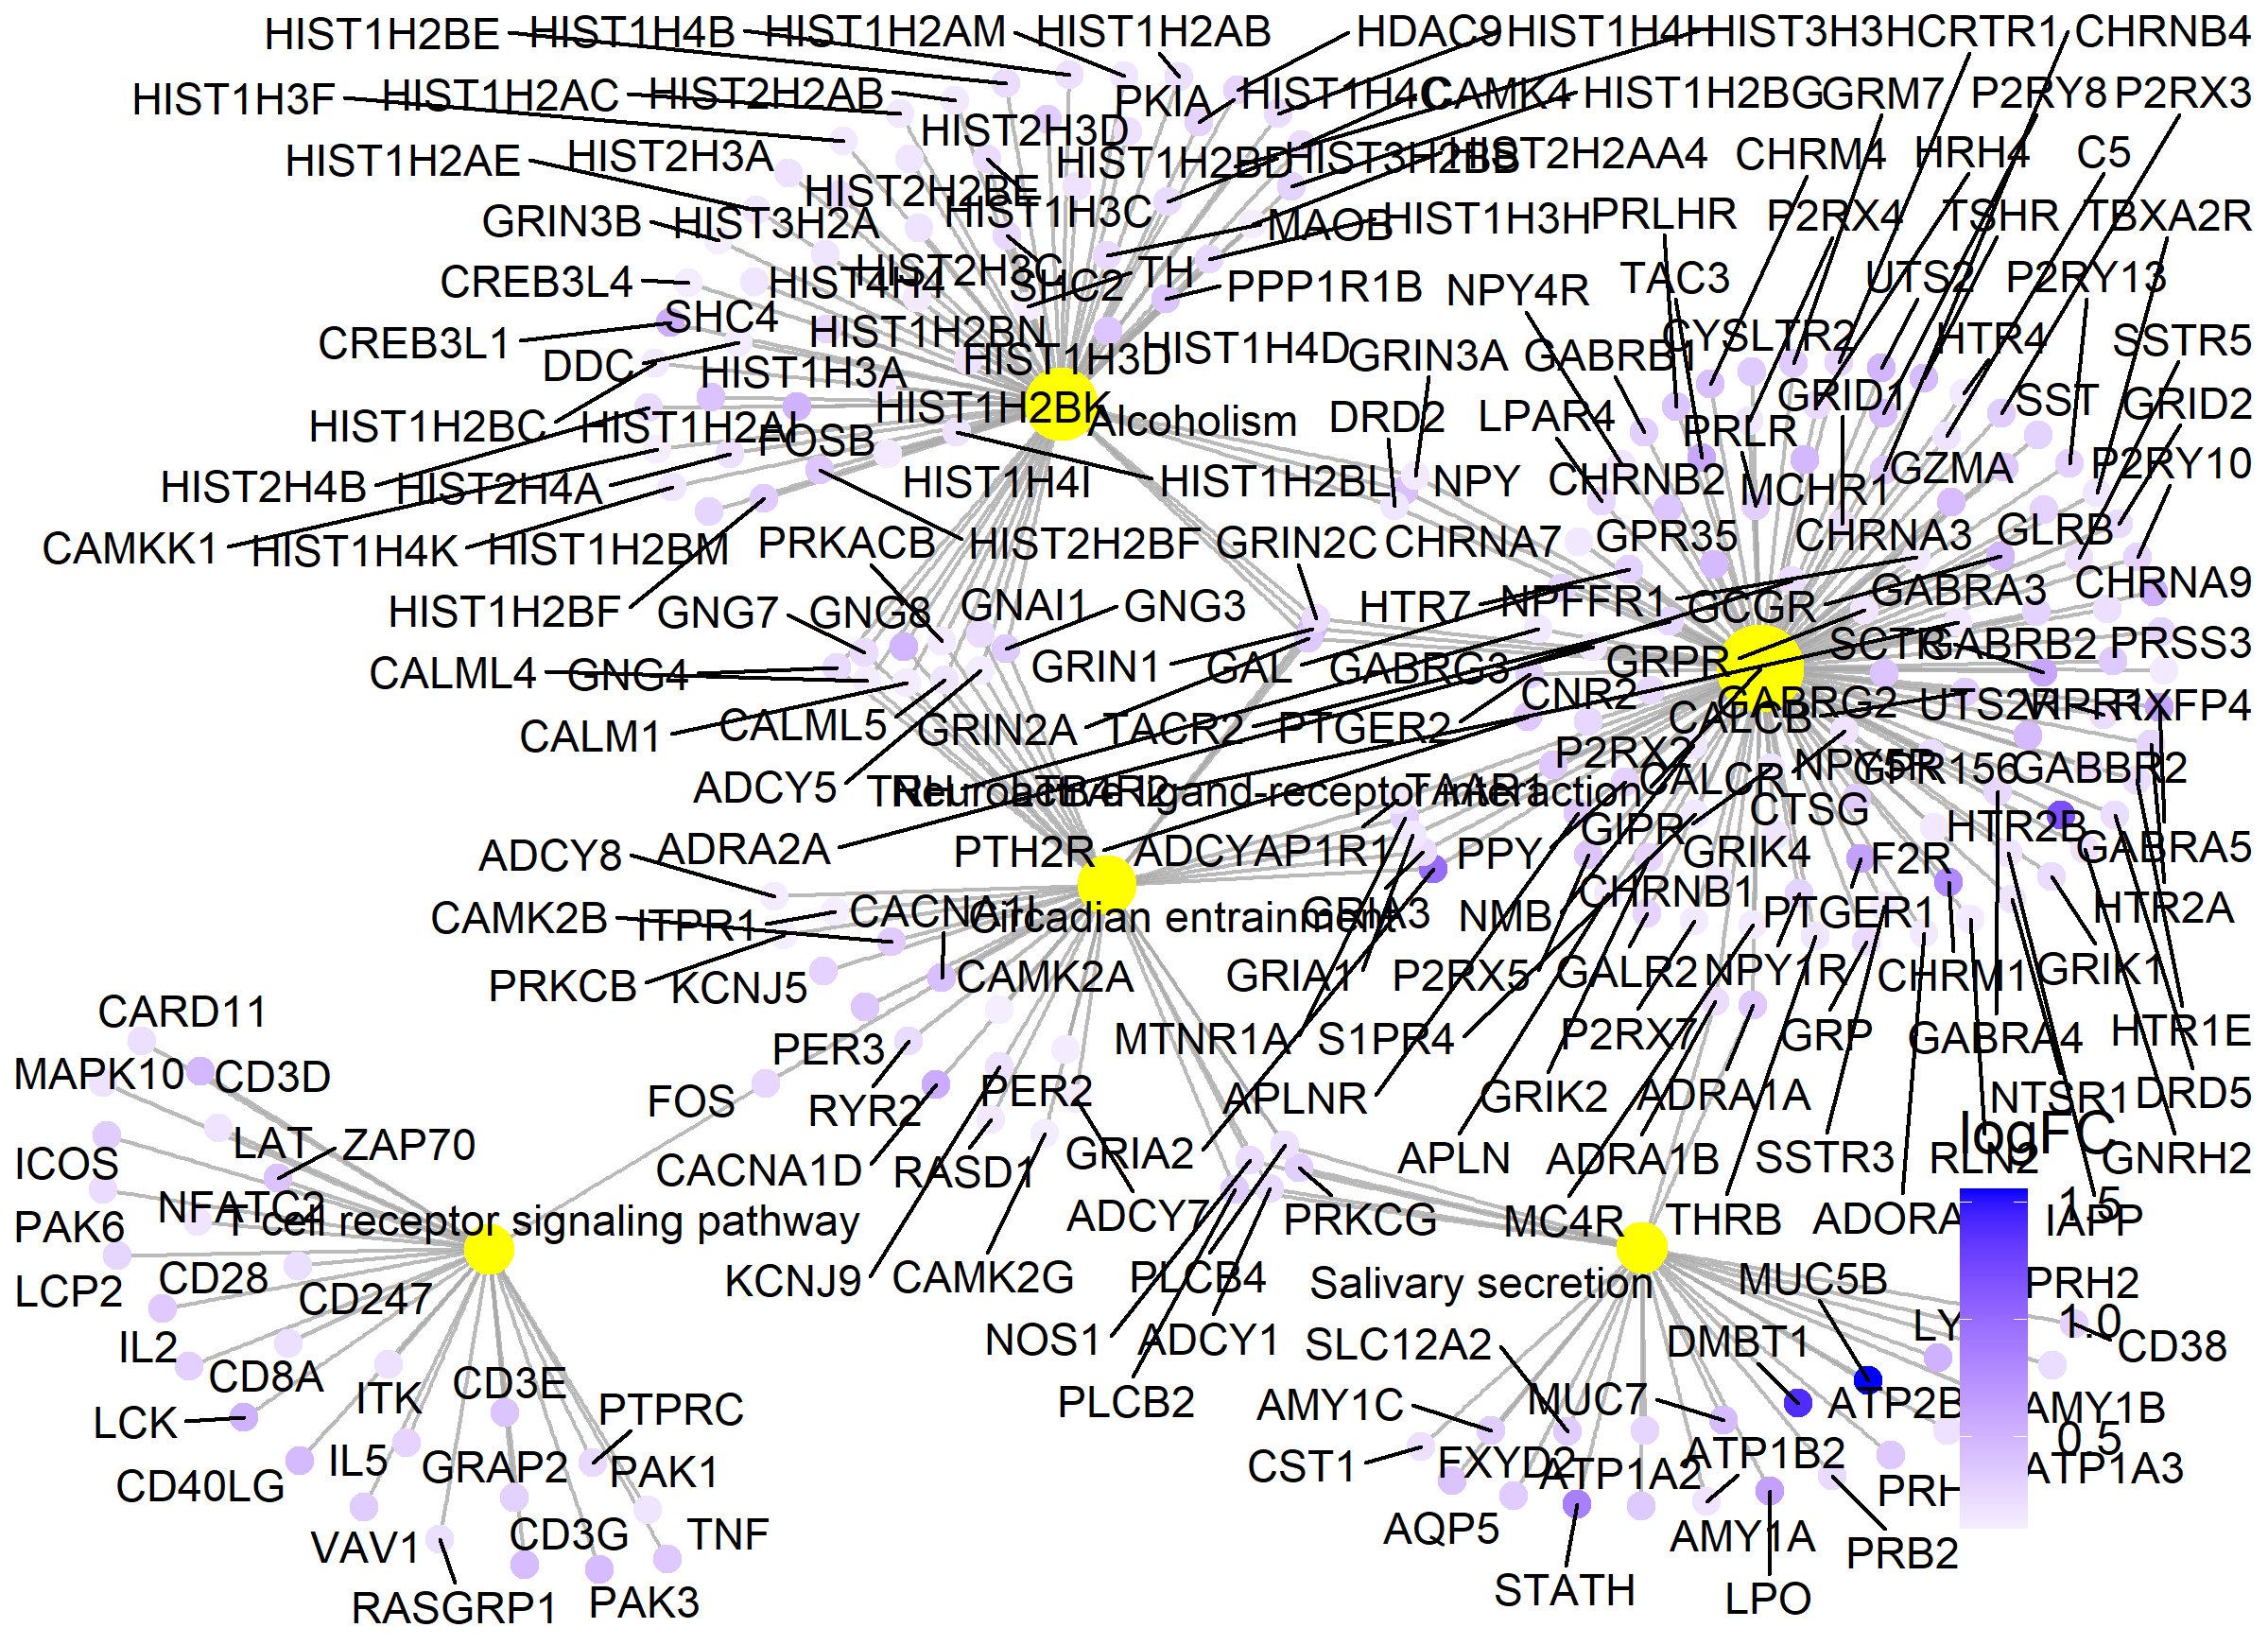 HIST1H2BE HIST1H4B HIST1H2AM HIST1H2AB HDAC9 HIST1H4H HIST3H3 HCRTR1 CHRNB4
HIST1H3F HIST1H2AC HIST2H2AB PKIA HIST1H4C CAMK4 HIST1H2BG GRM7 P2RY8 P2RX3
HIST2H3D
HIST1H2AE HIST2H3A HIST1H2BD HIST3H2BB HIST2H2AA4 CHRM4 HRH4 C5
HIST2H2BE
GRIN3B HIST3H2A HIST1H3C MAOB HIST1H3H PRLHR P2RX4 TSHR TBXA2R
HIST2H3C
CREB3L4 HIST4H4 SHC2 TH PPP1R1B NPY4R TAC3 UTS2 P2RY13
CREB3L1 SHC4 HIST1H2BN HIST1H4D CYSLTR2 HTR4 SSTR5
DDC HIST1H3A HIST1H3D GRIN3A GABRB1 GRID1 SST GRID2
HIST1H2BC HIST1H2AI FOSB HIST1H2BK Alcoholism DRD2 LPAR4 PRLR
HIST2H4B HIST2H4A HIST1H4I HIST1H2BL NPY CHRNB2 MCHR1 GZMA P2RY10
CAMKK1 HIST1H4K HIST1H2BM PRKACB HIST2H2BF GRIN2C CHRNA7 GPR35 CHRNA3 GLRB
HIST1H2BF GNG7 GNG8 GNAI1 GNG3 HTR7 NPFFR1 GCGR GABRA3 CHRNA9
CALML4 GNG4 GRIN1 GAL GABRG3 GRPR SCTR GABRB2 PRSS3
CALM1 CALML5 GRIN2A TACR2 PTGER2 CNR2 CALCB GABRG2 UTS2R VIPR1 RXFP4
ADCY5 TRH LTB4R2 Neuroactive ligand-receptor interaction TAAR1 P2RX2 CALCR NPY5R GPR156 GABBR2
ADCY8 ADRA2A PTH2R ADCYAP1R1 PPY GIPR CTSG GRIK4 F2R HTR2B GABRA5
CAMK2B ITPR1 CACNA1I Circadian entrainment GRIA3 NMB CHRNB1 PTGER1 HTR2A
PRKCB KCNJ5 CAMK2A GRIA1 P2RX5 GALR2 NPY1R CHRM1 GRIK1
CARD11
MAPK10 CD3D FOS PER3 MTNR1A S1PR4 P2RX7 GRP GABRA4 HTR1E
RYR2 PER2 APLNR GRIK2 ADRA1A NTSR1 DRD5
ICOS LAT ZAP70 CACNA1D RASD1 GRIA2 APLN ADRA1B SSTR3 RLN2 GNRH2
logFC
PAK6 NFATC2 T cell receptor signaling pathway ADCY7 PRKCG MC4R THRB IAPP
1.5
LCP2 CD28 CD247 KCNJ9 CAMK2G PLCB4 Salivary secretion MUC5B PRH2
IL2 NOS1 ADCY1 SLC12A2 DMBT1 1.0 CD38
CD8A ITK CD3E PTPRC PLCB2 AMY1C MUC7 AMY1B
LCK
0.5
CD40LG IL5 GRAP2 PAK1 CST1 FXYD2 ATP1A2 ATP1B2 ATP1A3
VAV1 CD3G TNF AQP5 AMY1A PRB2
RASGRP1 PAK3 STATH LPO